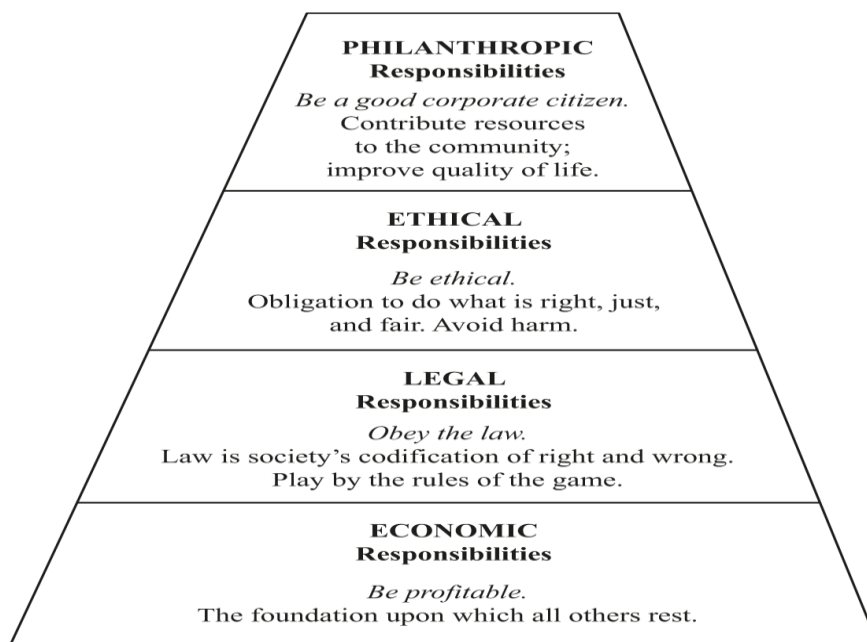 PHILANTHROPIC
Responsibilities
Be a good corporate citizen.
Contribute resources
to the community;
improve quality of life.
ETHICAL
Responsibilities
Be ethical.
Obligation to do what is right, just,
and fair. Avoid harm.
LEGAL
Responsibilities
Obey the law.
Law is society’s codification of right and wrong.
Play by the rules of the game.
ECONOMIC
Responsibilities
Be profitable.
The foundation upon which all others rest.